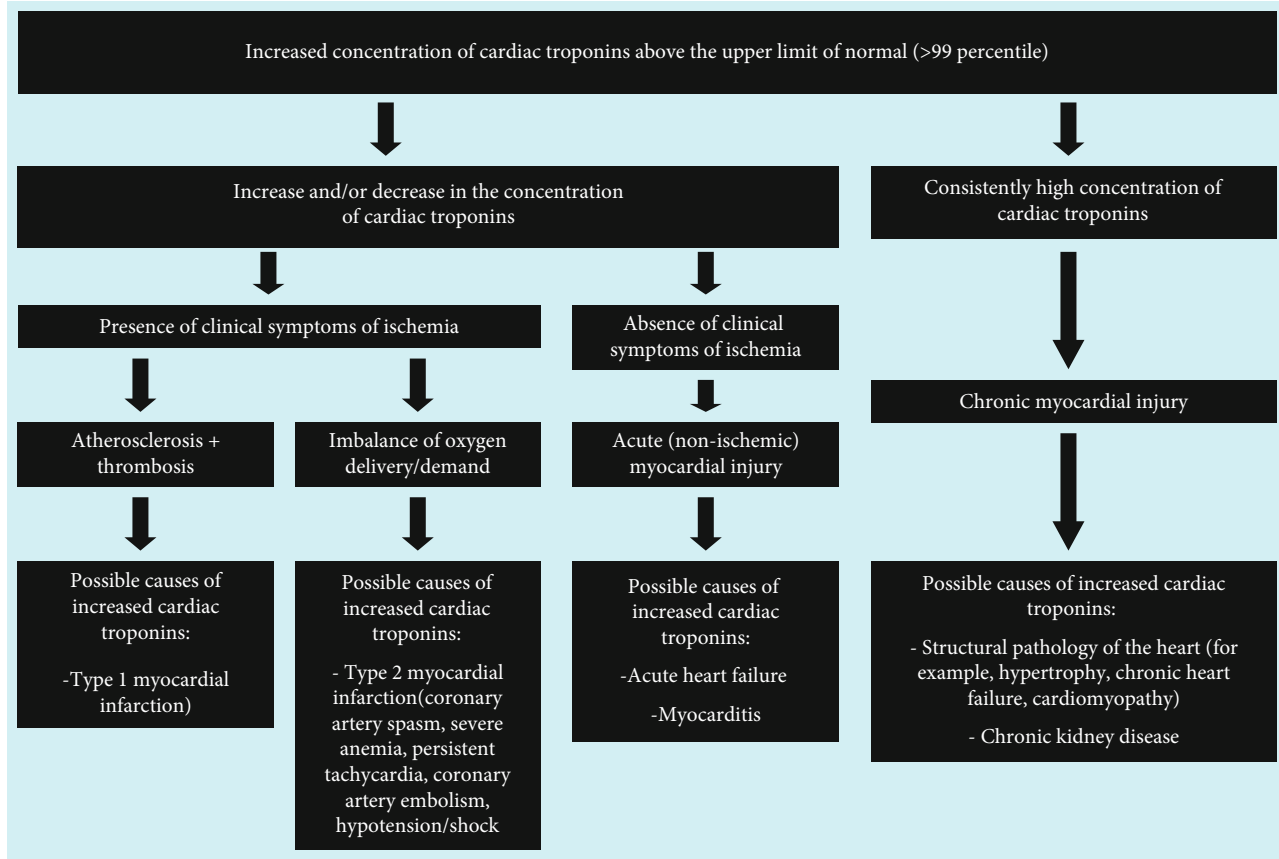 Increased concentration of cardiac troponins above the upper limit of normal (>99 percentile)
Increase and/or decrease in the concentration
of cardiac troponins
Consistently high concentration of
cardiac troponins
Presence of clinical symptoms of ischemia
Absence of clinical
symptoms of ischemia
Chronic myocardial injury
Atherosclerosis +
thrombosis
Imbalance of oxygen
delivery/demand
Acute (non-ischemic)
myocardial injury
Possible causes of
increased cardiac
troponins:
-Type 1 myocardial
infarction)
Possible causes of
increased cardiac
troponins:
- Type 2 myocardial
infarction(coronary
artery spasm, severe
anemia, persistent
tachycardia, coronary
artery embolism,
hypotension/shock
Possible causes of
increased cardiac
troponins:
-Acute heart failure
-Myocarditis
Possible causes of increased cardiac
troponins:
- Structural pathology of the heart (for
example, hypertrophy, chronic heart
failure, cardiomyopathy)
- Chronic kidney disease